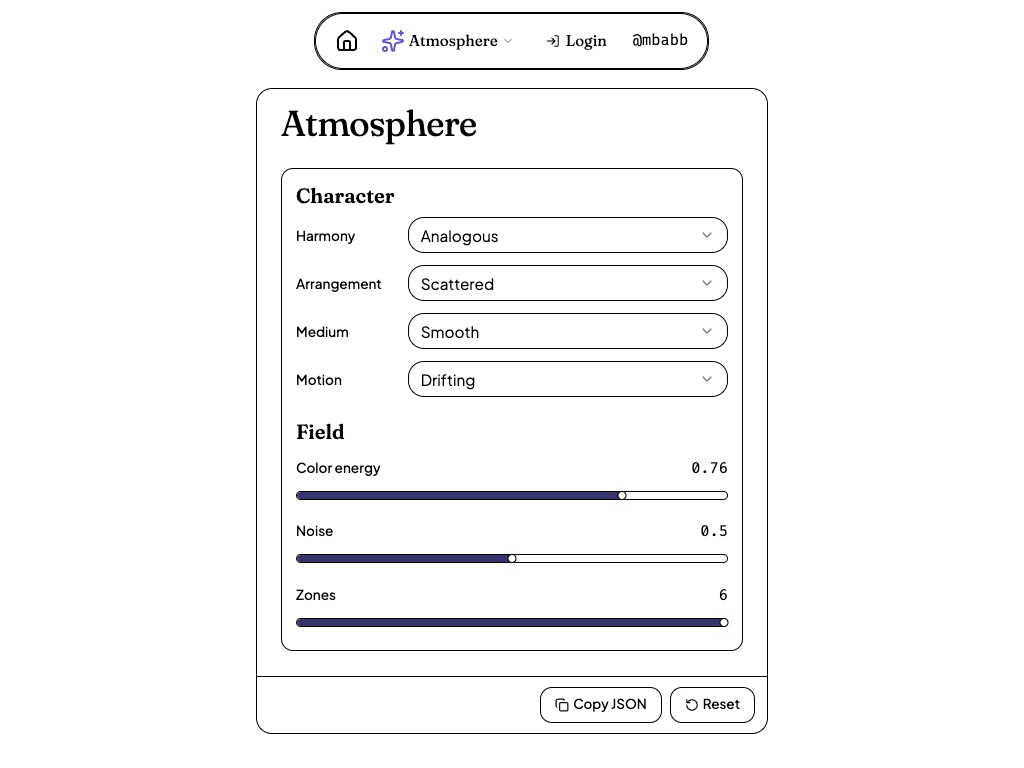 Atmosphere Login @mbabb
Atmosphere
Character
Harmony Analogous
Arrangement Scattered
Medium Smooth
Motion Drifting
Field
Color energy 0.76
Noise 0.5
Zones 6
Copy JSON Reset